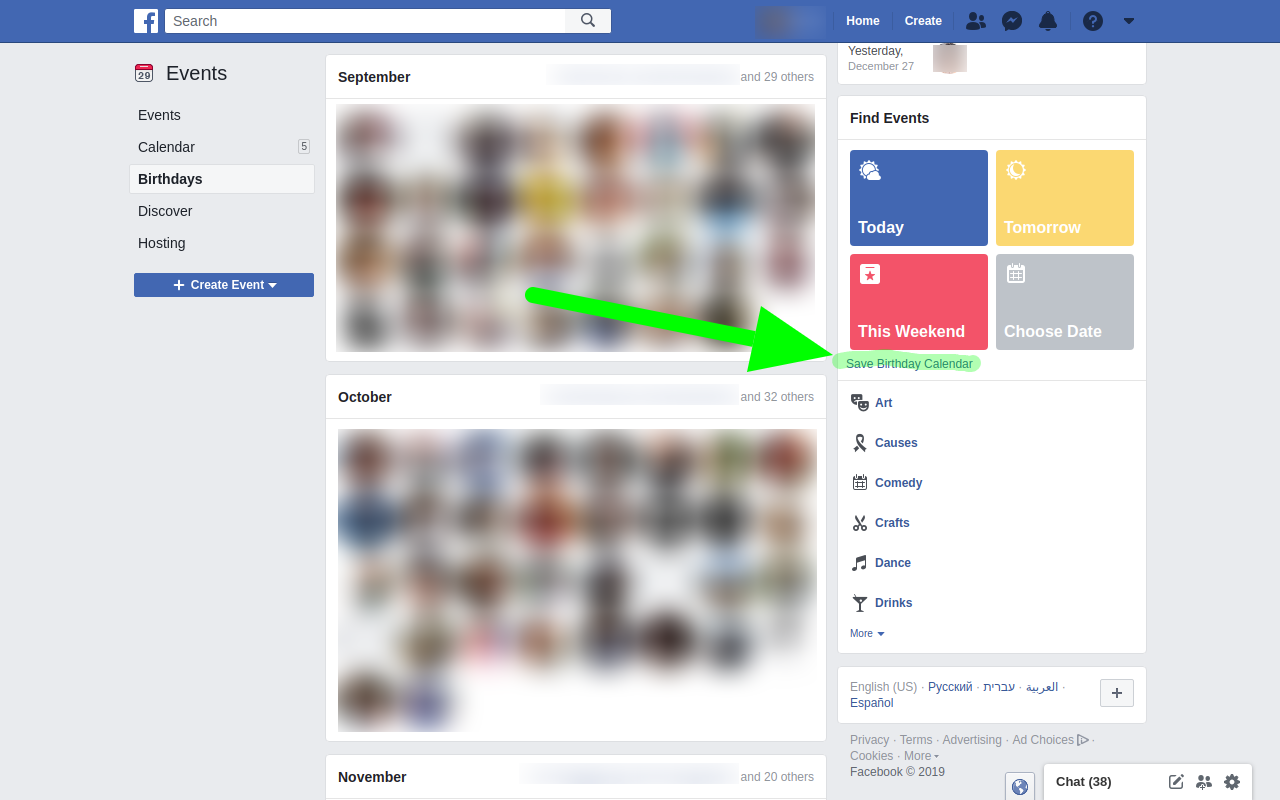 Search
Home
Create
29
Events
Events
Calendar
5
Birthdays
Discover
Hosting
Create Event
September
and 29 others
October
and 32 others
November
and 20 others
Yesterday,
December 27
Find Events
Today
Tomorrow
This Weekend
Choose Date
Save Birthday Calendar
Art
Causes
Comedy
Crafts
Dance
Drinks
More
English (US) · Русский · עברית · العربية ·
Español
Privacy · Terms · Advertising · Ad Choices ·
Cookies · More
Facebook © 2019
Chat (38)